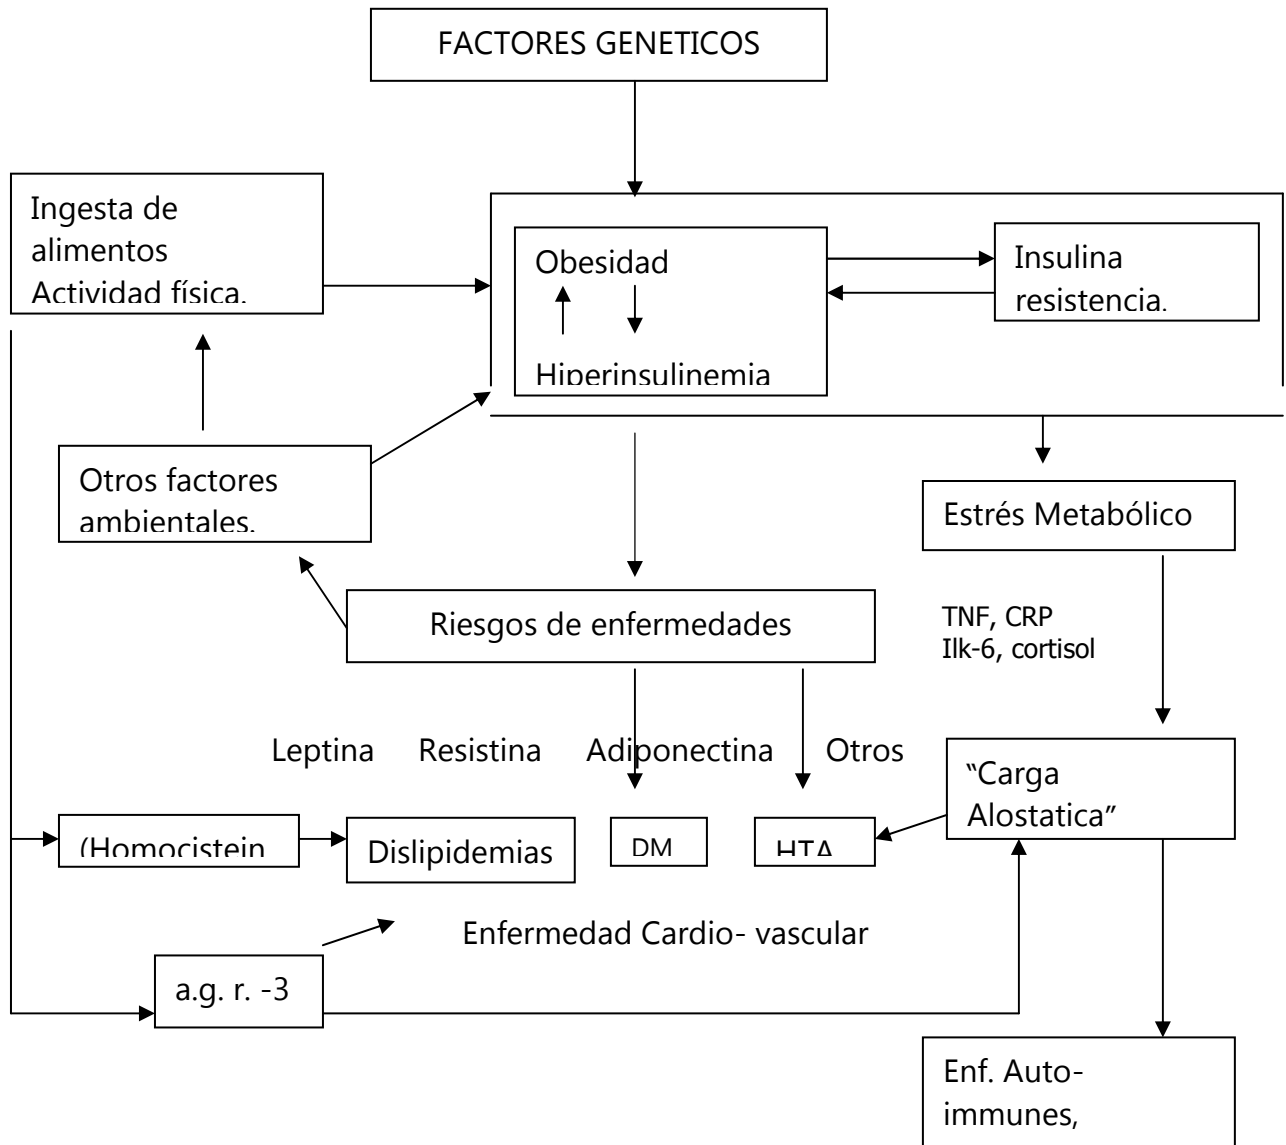 FACTORES GENETICOS
Ingesta de
alimentos
Actividad física.
Obesidad
Hiperinsulinemia
Insulina
resistencia.
Otros factores
ambientales.
Estrés Metabólico
Riesgos de enfermedades
TNF, CRP
Ilk-6, cortisol
Leptina Resistina Adiponectina Otros
“Carga
Alostatica”
(Homocistein
Dislipidemias
DM
HTA
Enfermedad Cardio- vascular
a.g. r. -3
Enf. Auto-
immunes,